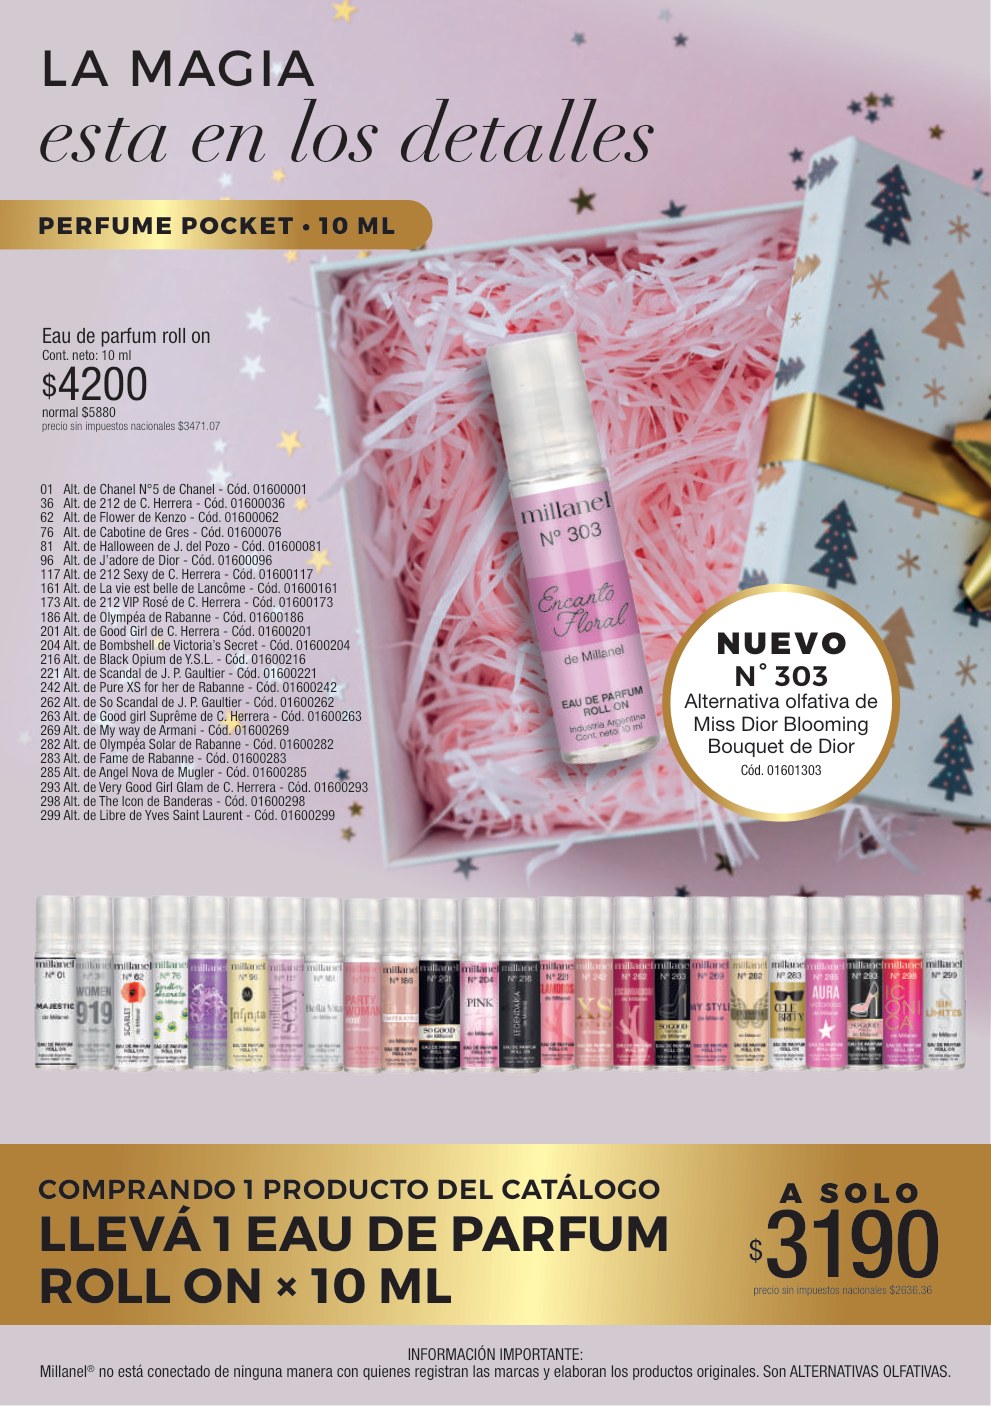 LA MAGIA
esta en los detalles
PERFUME POCKET • 10 ML
Eau de parfum roll on
Cont. neto: 10 ml
$4200
normal $5880
precio sin impuestos nacionales $3471.07
01 Alt. de Chanel N°5 de Chanel - Cód. 01600001
36 Alt. de 212 de C. Herrera - Cód. 01600036
62 Alt. de Flower de Kenzo - Cód. 01600062
76 Alt. de Cabotine de Gres - Cód. 01600076
81 Alt. de Halloween de J. del Pozo - Cód. 01600081
96 Alt. de J'adore de Dior - Cód. 01600096
117 Alt. de 212 Sexy de C. Herrera - Cód. 01600117
161 Alt. de La vie est belle de Lancôme - Cód. 01600161
173 Alt. de 212 VIP Rosé de C. Herrera - Cód. 01600173
186 Alt. de Olympéa de Rabanne - Cód. 01600186
201 Alt. de Good Girl de C. Herrera - Cód. 01600201
204 Alt. de Bombshell de Victoria's Secret - Cód. 01600204
216 Alt. de Black Opium de Y.S.L. - Cód. 01600216
221 Alt. de Scandal de J. P. Gaultier - Cód. 01600221
242 Alt. de Pure XS for her de Rabanne - Cód. 01600242
262 Alt. de So Scandal de J. P. Gaultier - Cód. 01600262
263 Alt. de Good girl Suprême de C. Herrera - Cód. 01600263
269 Alt. de My way de Armani - Cód. 01600269
282 Alt. de Olympéa Solar de Rabanne - Cód. 01600282
283 Alt. de Fame de Rabanne - Cód. 01600283
285 Alt. de Angel Nova de Mugler - Cód. 01600285
293 Alt. de Very Good Girl Glam de C. Herrera - Cód. 01600293
298 Alt. de The Icon de Banderas - Cód. 01600298
299 Alt. de Libre de Yves Saint Laurent - Cód. 01600299
millanel
N° 303
Encanto
Floral
de Millanel
EAU DE PARFUM
ROLL ON
Industria Argentina
Cont. neto 10 ml
NUEVO
N° 303
Alternativa olfativa de
Miss Dior Blooming
Bouquet de Dior
Cód. 01601303
COMPRANDO 1 PRODUCTO DEL CATÁLOGO
LLEVÁ 1 EAU DE PARFUM
ROLL ON × 10 ML
A SOLO
$3190
precio sin impuestos nacionales $2636.36
INFORMACIÓN IMPORTANTE:
Millanel® no está conectado de ninguna manera con quienes registran las marcas y elaboran los productos originales. Son ALTERNATIVAS OLFATIVAS.